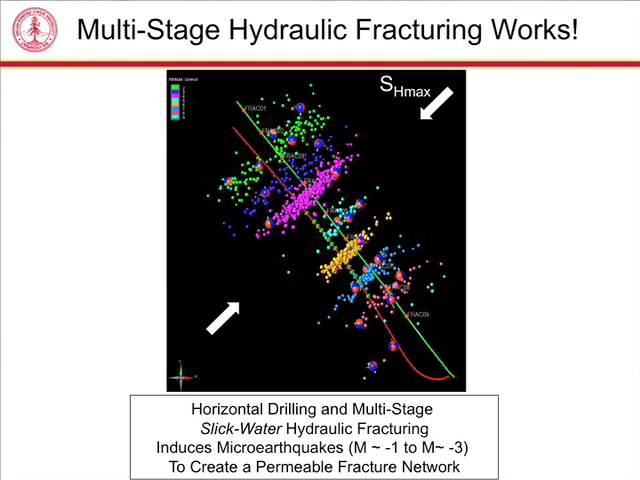 Multi-Stage Hydraulic Fracturing Works!
SHmax
FRAC01
FRAC09
Horizontal Drilling and Multi-Stage
Slick-Water Hydraulic Fracturing
Induces Microearthquakes (M ~ -1 to M~ -3)
To Create a Permeable Fracture Network